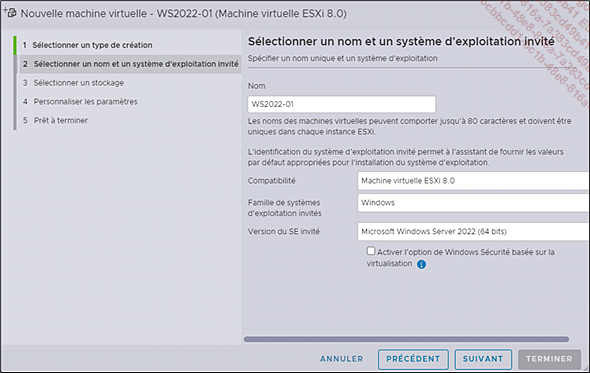 Nouvelle machine virtuelle - WS2022-01 (Machine virtuelle ESXi 8.0)
1 Sélectionner un type de création
2 Sélectionner un nom et un système d'exploitation invité
3 Sélectionner un stockage
4 Personnaliser les paramètres
5 Prêt à terminer
Sélectionner un nom et un système d'exploitation invité
Spécifier un nom unique et un système d'exploitation
Nom
WS2022-01
Les noms des machines virtuelles peuvent comporter jusqu'à 80 caractères et doivent être
uniques dans chaque instance ESXi.
L'identification du système d'exploitation invité permet à l'assistant de fournir les valeurs
par défaut appropriées pour l'installation du système d'exploitation.
Compatibilité
Machine virtuelle ESXi 8.0
Famille de systèmes
d'exploitation invités
Windows
Version du SE invité
Microsoft Windows Server 2022 (64 bits)
Activer l'option de Windows Sécurité basée sur la
virtualisation
ANNULER
PRÉCÉDENT
SUIVANT
TERMINER